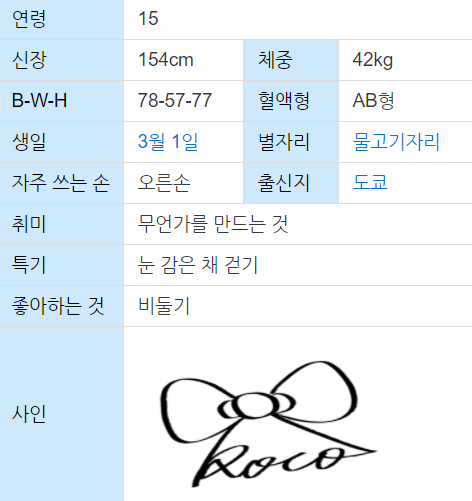 연령 15
신장 154cm 체중 42kg
B-W-H 78-57-77 혈액형 AB형
생일 3월 1일 별자리 물고기자리
자주 쓰는 손 오른손 출신지 도쿄
취미 무언가를 만드는 것
특기 눈 감은 채 걷기
좋아하는 것 비둘기
사인 Roco